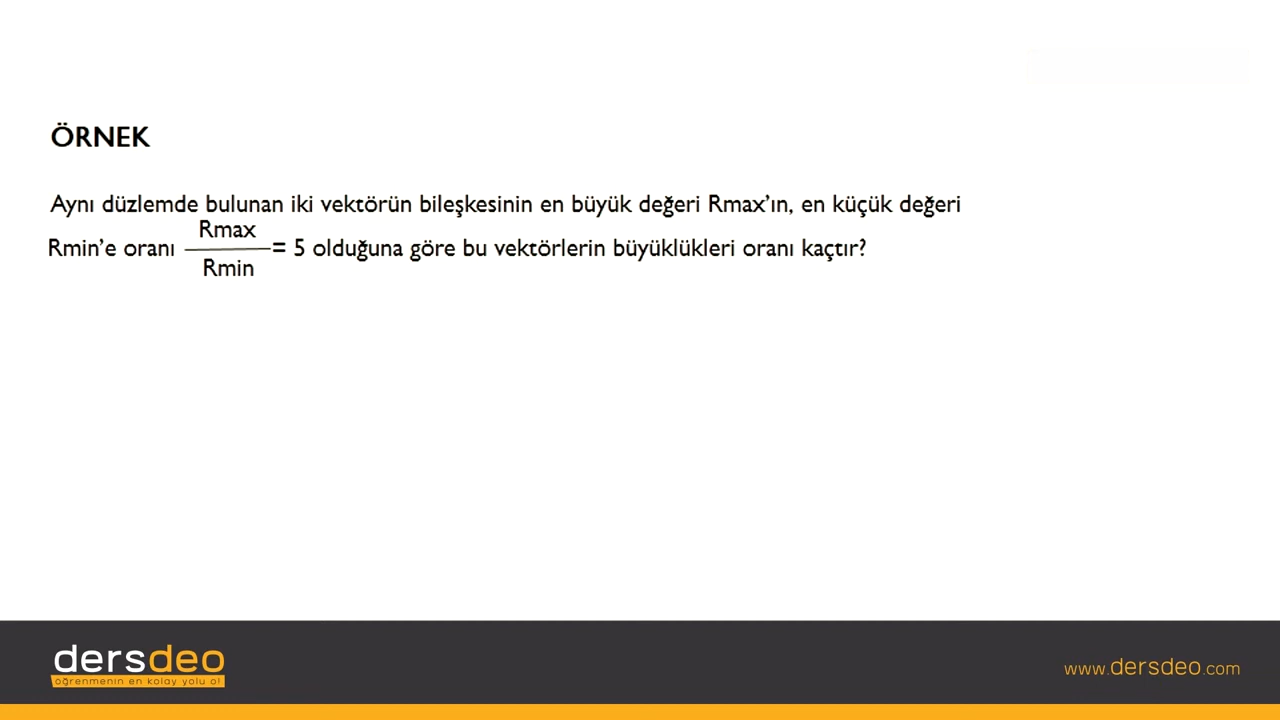 ÖRNEK
Aynı düzlemde bulunan iki vektörün bileşkesinin en büyük değeri Rmax’ın, en küçük değeri
Rmin’e oranı Rmax
Rmin = 5 olduğuna göre bu vektörlerin büyüklükleri oranı kaçtır?
dersdeo
öğrenmenin en kolay yolu o!
www.dersdeo.com